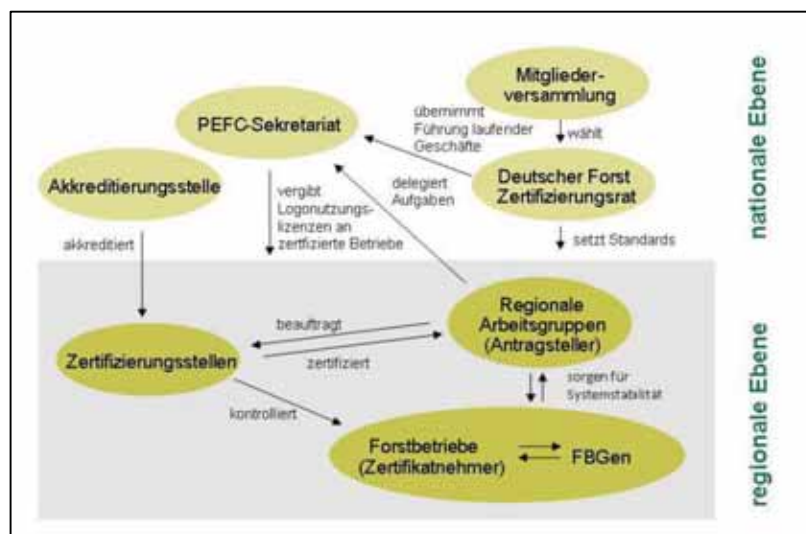 Mitglieder-
versammlung
wählt
übernimmt
Führung laufender
Geschäfte
PEFC-Sekretariat
Deutscher Forst
Zertifizierungsrat
Akkreditierungsstelle
delegiert
Aufgaben
vergibt
Logonutzungs-
lizenzen an
zertfizierte Betriebe
setzt Standards
akkreditiert
nationale Ebene
Regionale
Arbeitsgruppen
(Antragsteller)
beauftragt
Zertifizierungsstellen
zertifiziert
sorgen für
Systemstabilität
kontrolliert
Forstbetriebe
(Zertifikatnehmer)
FBGen
regionale Ebene